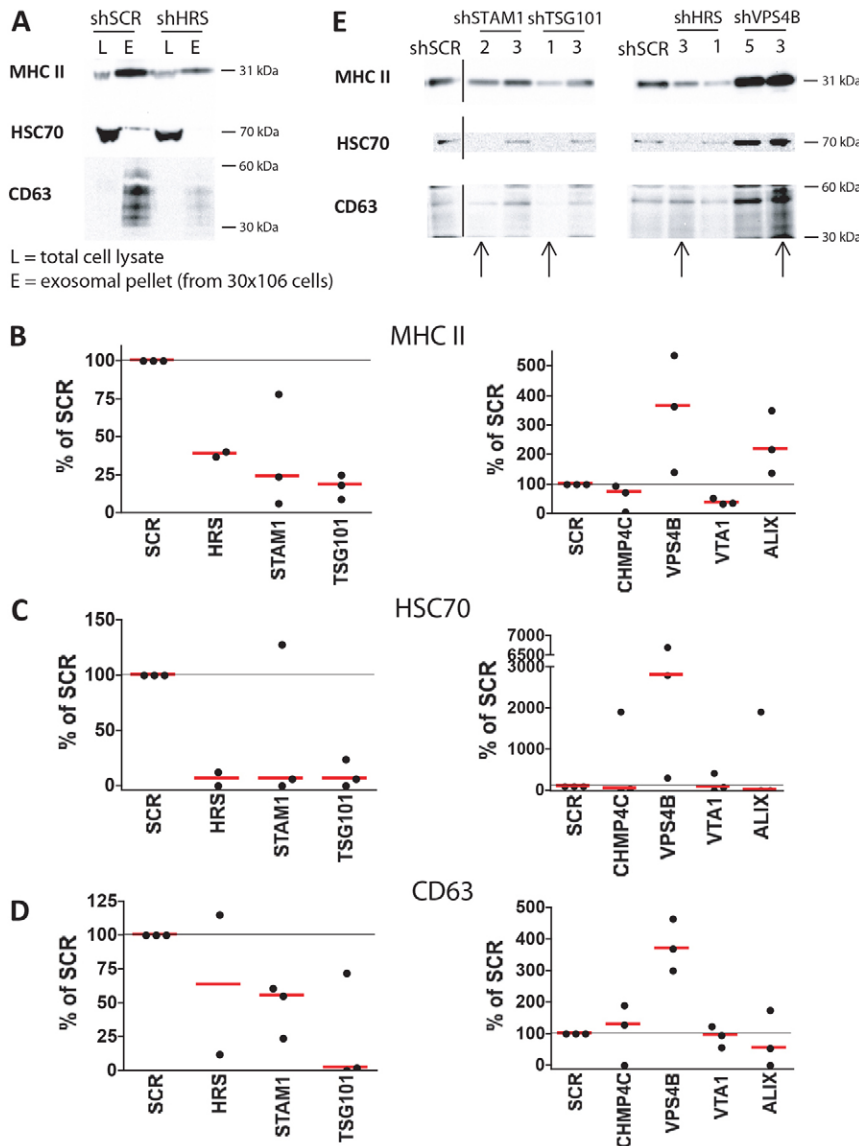 A
shSCR shHRS
L E L E
MHC II
31 kDa
HSC70
70 kDa
60 kDa
CD63
30 kDa
L = total cell lysate
E = exosomal pellet (from 30x106 cells)
E
shSTAM1 shTSG101 shHRS shVPS4B
shSCR 2 3 1 3 shSCR 3 1 5 3
MHC II
31 kDa
HSC70
70 kDa
60 kDa
CD63
30 kDa
B
MHC II
% of SCR
100
75
50
25
0
SCR
HRS
STAM1
TSG101
% of SCR
500
400
300
200
100
0
SCR
CHMP4C
VPS4B
VTA1
ALIX
C
HSC70
% of SCR
150
100
50
0
SCR
HRS
STAM1
TSG101
% of SCR
7000
6500
3000
2000
1000
0
SCR
CHMP4C
VPS4B
VTA1
ALIX
D
CD63
% of SCR
125
100
75
50
25
0
SCR
HRS
STAM1
TSG101
% of SCR
500
400
300
200
100
0
SCR
CHMP4C
VPS4B
VTA1
ALIX